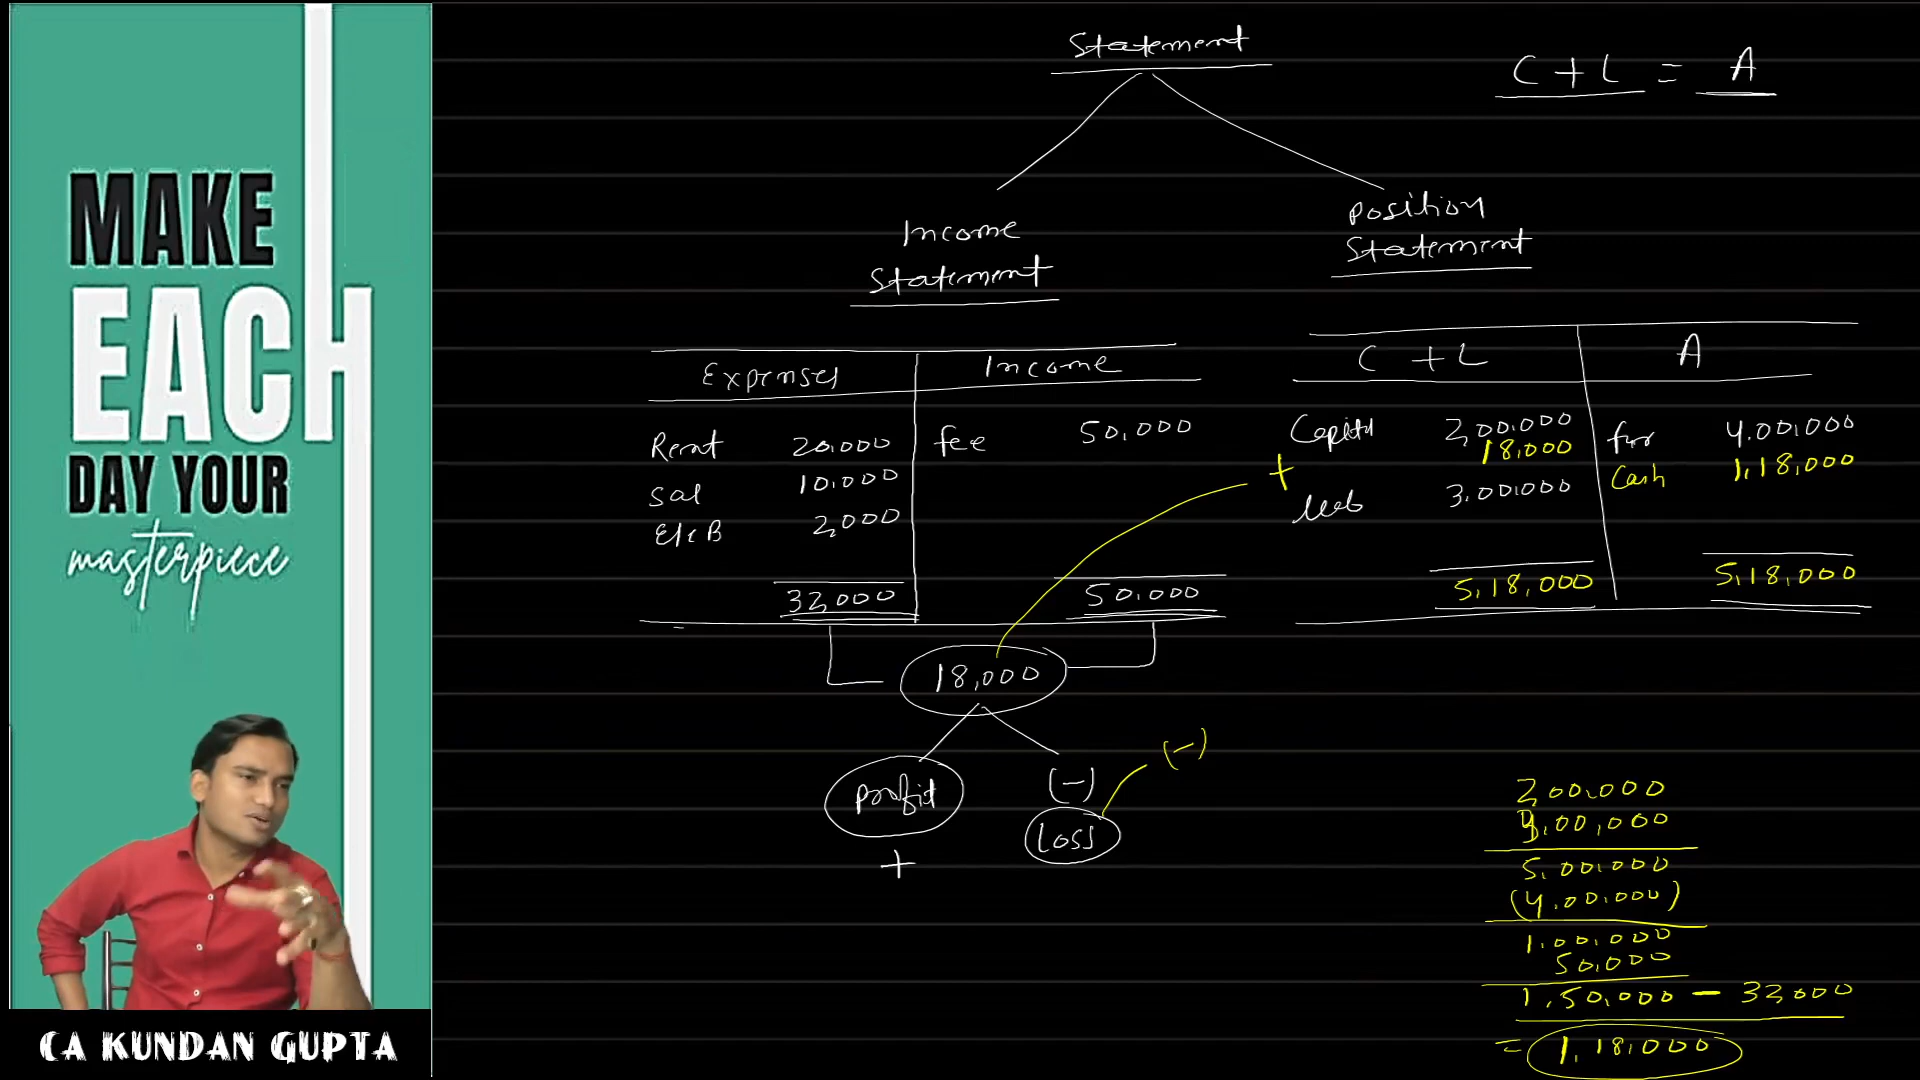 MAKE
EACH
DAY YOUR
masterpiece
CA KUNDAN GUPTA
Statement
C + L = A
Income
Statement
Position
Statement
Expenses Income
Rent 20,000 fee 50,000
Sal 10,000
Ele B 2,000
32,000 50,000
18,000
Profit
+
(-)
Loss
(-)
C + L A
Capital 2,00,000 fur 4,00,000
+ 18,000 Cash 1,18,000
3,00,000
5,18,000 5,18,000
2,00,000
,00,000
5,00,000
(4,00,000)
1,00,000
50,000
1,50,000 - 32,000
= 1,18,000